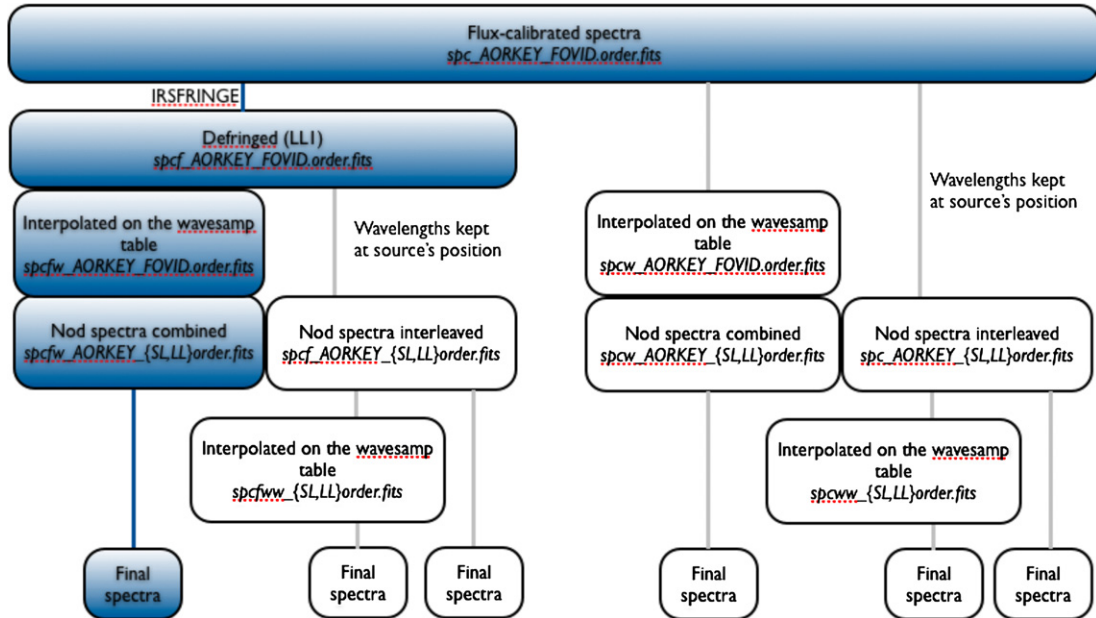 Flux-calibrated spectra
spc_AORKEY_FOVID.order.fits
IRSFRINGE
Defringed (LL1)
spcf_AORKEY_FOVID.order.fits
Wavelengths kept
at source's position
Interpolated on the wavesamp
table
spcfw_AORKEY_FOVID.order.fits
Wavelengths kept
at source's position
Interpolated on the wavesamp
table
spcw_AORKEY_FOVID.order.fits
Nod spectra combined
spcfw_AORKEY_{SL,LL}order.fits
Nod spectra interleaved
spcf_AORKEY_{SL,LL}order.fits
Nod spectra combined
spcw_AORKEY_{SL,LL}order.fits
Nod spectra interleaved
spc_AORKEY_{SL,LL}order.fits
Interpolated on the wavesamp
table
spcfww_{SL,LL}order.fits
Interpolated on the wavesamp
table
spcww_{SL,LL}order.fits
Final
spectra
Final
spectra
Final
spectra
Final
spectra
Final
spectra
Final
spectra